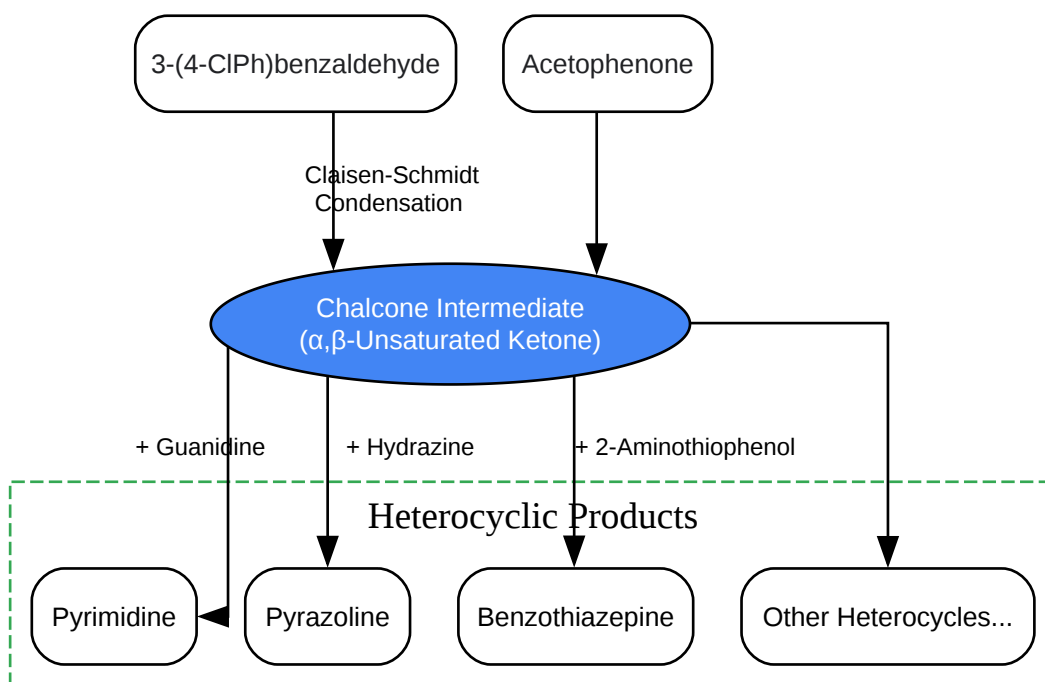 3-(4-ClPh)benzaldehyde
Acetophenone
Claisen-Schmidt
Condensation
Chalcone Intermediate
(α,β-Unsaturated Ketone)
+ Guanidine
+ Hydrazine
+ 2-Aminothiophenol
Heterocyclic Products
Pyrimidine
Pyrazoline
Benzothiazepine
Other Heterocycles...